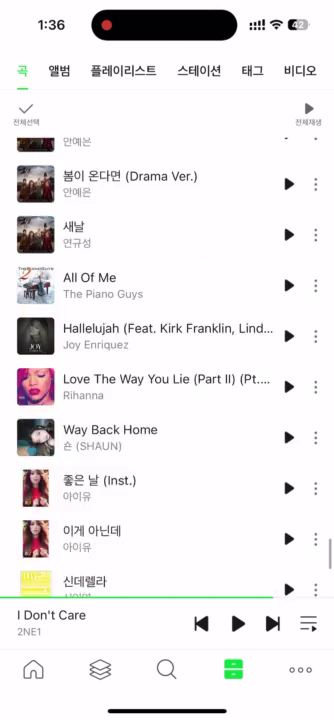 1:36
42
곡 앨범 플레이리스트 스테이션 태그 비디오
전체선택 전체재생
안예은
봄이 온다면 (Drama Ver.)
안예은
새날
연규성
All Of Me
The Piano Guys
Hallelujah (Feat. Kirk Franklin, Lind...
Joy Enriquez
Love The Way You Lie (Part II) (Pt....
Rihanna
Way Back Home
숀 (SHAUN)
좋은 날 (Inst.)
아이유
이게 아닌데
아이유
신데렐라
I Don't Care
2NE1